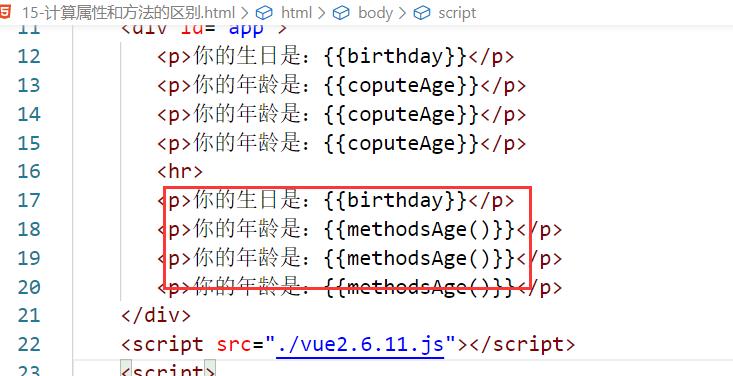 15-计算属性和方法的区别.html > html > body > script
11 <div id="app">
12 <p>你的生日是：{{birthday}}</p>
13 <p>你的年龄是：{{coputeAge}}</p>
14 <p>你的年龄是：{{coputeAge}}</p>
15 <p>你的年龄是：{{coputeAge}}</p>
16 <hr>
17 <p>你的生日是：{{birthday}}</p>
18 <p>你的年龄是：{{methodsAge()}}</p>
19 <p>你的年龄是：{{methodsAge()}}</p>
20 <p>你的年龄是：{{methodsAge()}}</p>
21 </div>
22 <script src="./vue2.6.11.js"></script>
23 <script>